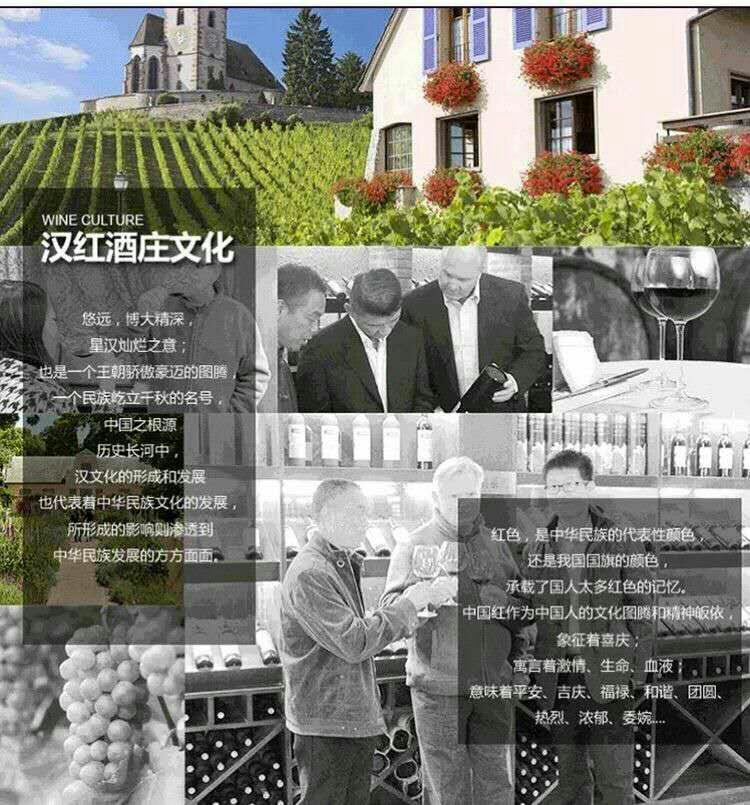 WINE CULTURE
汉红酒庄文化
悠远，博大精深，
星汉灿烂之意；
也是一个王朝骄傲豪迈的图腾，
一个民族屹立千秋的名号，
中国之根源
历史长河中，
汉文化的形成和发展
也代表着中华民族文化的发展，
所形成的影响则渗透到
中华民族发展的方方面面
红色，是中华民族的代表性颜色，
还是我国国旗的颜色，
承载了国人太多红色的记忆。
中国红作为中国人的文化图腾和精神皈依，
象征着喜庆；
寓言着激情、生命、血液；
意味着平安、吉庆、福禄、和谐、团圆、
热烈、浓郁、委婉....